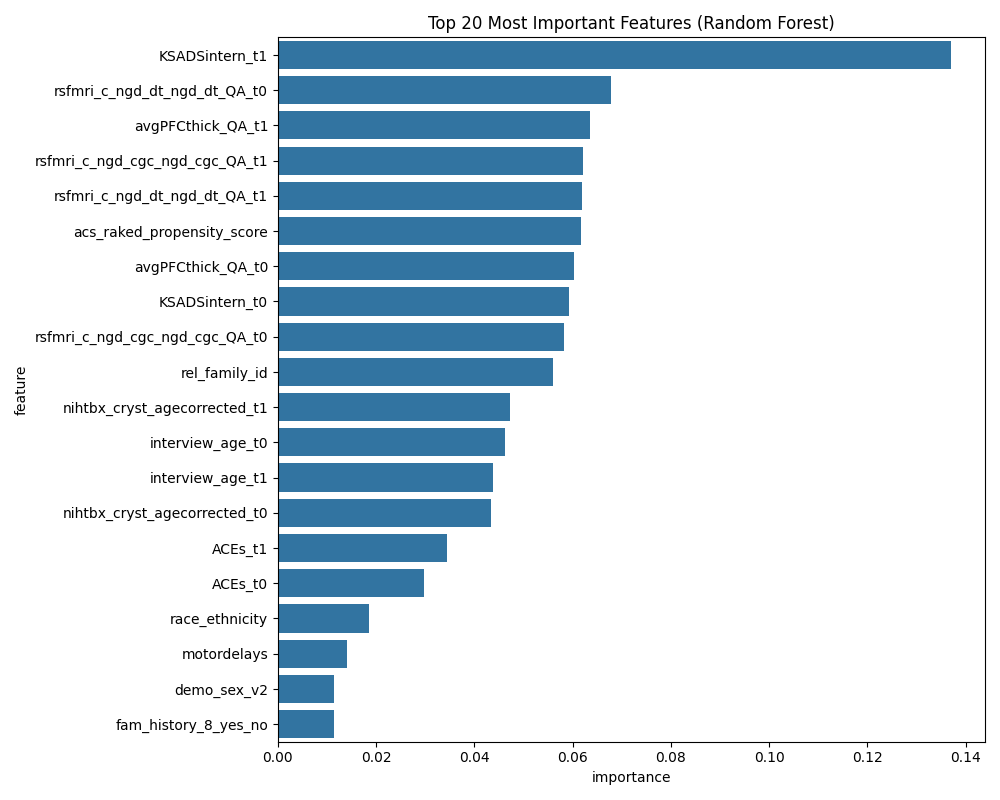 Top 20 Most Important Features (Random Forest)
KSADSintern_t1
rsfmri_c_ngd_dt_ngd_dt_QA_t0
avgPFCthick_QA_t1
rsfmri_c_ngd_cgc_ngd_cgc_QA_t1
rsfmri_c_ngd_dt_ngd_dt_QA_t1
acs_raked_propensity_score
avgPFCthick_QA_t0
KSADSintern_t0
rsfmri_c_ngd_cgc_ngd_cgc_QA_t0
rel_family_id
nihtbx_cryst_agecorrected_t1
interview_age_t0
interview_age_t1
nihtbx_cryst_agecorrected_t0
ACEs_t1
ACEs_t0
race_ethnicity
motordelays
demo_sex_v2
fam_history_8_yes_no
feature
0.00 0.02 0.04 0.06 0.08 0.10 0.12 0.14
importance